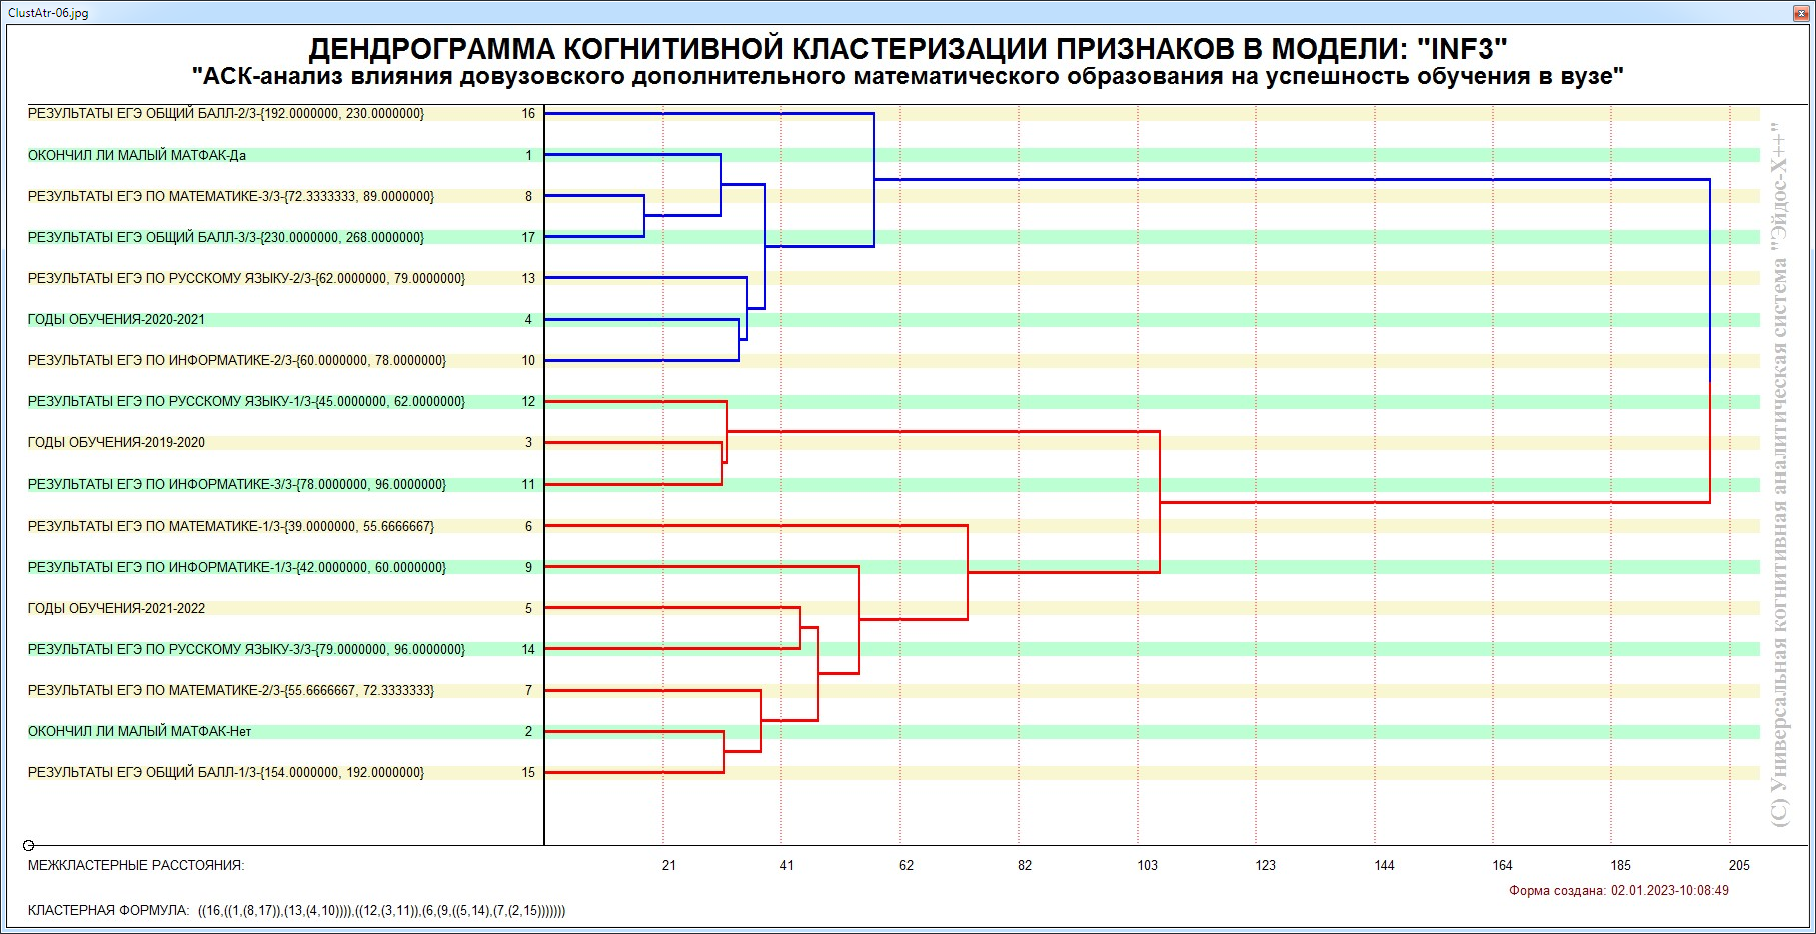 ClustAtr-06.jpg
ДЕНДРОГРАММА КОГНИТИВНОЙ КЛАСТЕРИЗАЦИИ ПРИЗНАКОВ В МОДЕЛИ: "INF3"
"АСК-анализ влияния довузовского дополнительного математического образования на успешность обучения в вузе"
РЕЗУЛЬТАТЫ ЕГЭ ОБЩИЙ БАЛЛ-2/3-{192.0000000, 230.0000000} 16
ОКОНЧИЛ ЛИ МАЛЫЙ МАТФАК-Да 1
РЕЗУЛЬТАТЫ ЕГЭ ПО МАТЕМАТИКЕ-3/3-{72.3333333, 89.0000000} 8
РЕЗУЛЬТАТЫ ЕГЭ ОБЩИЙ БАЛЛ-3/3-{230.0000000, 268.0000000} 17
РЕЗУЛЬТАТЫ ЕГЭ ПО РУССКОМУ ЯЗЫКУ-2/3-{62.0000000, 79.0000000} 13
ГОДЫ ОБУЧЕНИЯ-2020-2021 4
РЕЗУЛЬТАТЫ ЕГЭ ПО ИНФОРМАТИКЕ-2/3-{60.0000000, 78.0000000} 10
РЕЗУЛЬТАТЫ ЕГЭ ПО РУССКОМУ ЯЗЫКУ-1/3-{45.0000000, 62.0000000} 12
ГОДЫ ОБУЧЕНИЯ-2019-2020 3
РЕЗУЛЬТАТЫ ЕГЭ ПО ИНФОРМАТИКЕ-3/3-{78.0000000, 96.0000000} 11
РЕЗУЛЬТАТЫ ЕГЭ ПО МАТЕМАТИКЕ-1/3-{39.0000000, 55.6666667} 6
РЕЗУЛЬТАТЫ ЕГЭ ПО ИНФОРМАТИКЕ-1/3-{42.0000000, 60.0000000} 9
ГОДЫ ОБУЧЕНИЯ-2021-2022 5
РЕЗУЛЬТАТЫ ЕГЭ ПО РУССКОМУ ЯЗЫКУ-3/3-{79.0000000, 96.0000000} 14
РЕЗУЛЬТАТЫ ЕГЭ ПО МАТЕМАТИКЕ-2/3-{55.6666667, 72.3333333} 7
ОКОНЧИЛ ЛИ МАЛЫЙ МАТФАК-Нет 2
РЕЗУЛЬТАТЫ ЕГЭ ОБЩИЙ БАЛЛ-1/3-{154.0000000, 192.0000000} 15
(C) Универсальная когнитивная аналитическая система "Эйдос-X++"
МЕЖКЛАСТЕРНЫЕ РАССТОЯНИЯ: 21 41 62 82 103 123 144 164 185 205
Форма создана: 02.01.2023-10:08:49
КЛАСТЕРНАЯ ФОРМУЛА: ((16,((1,(8,17)),(13,(4,10)))),((12,(3,11)),(6,(9,((5,14),(7,(2,15)))))))